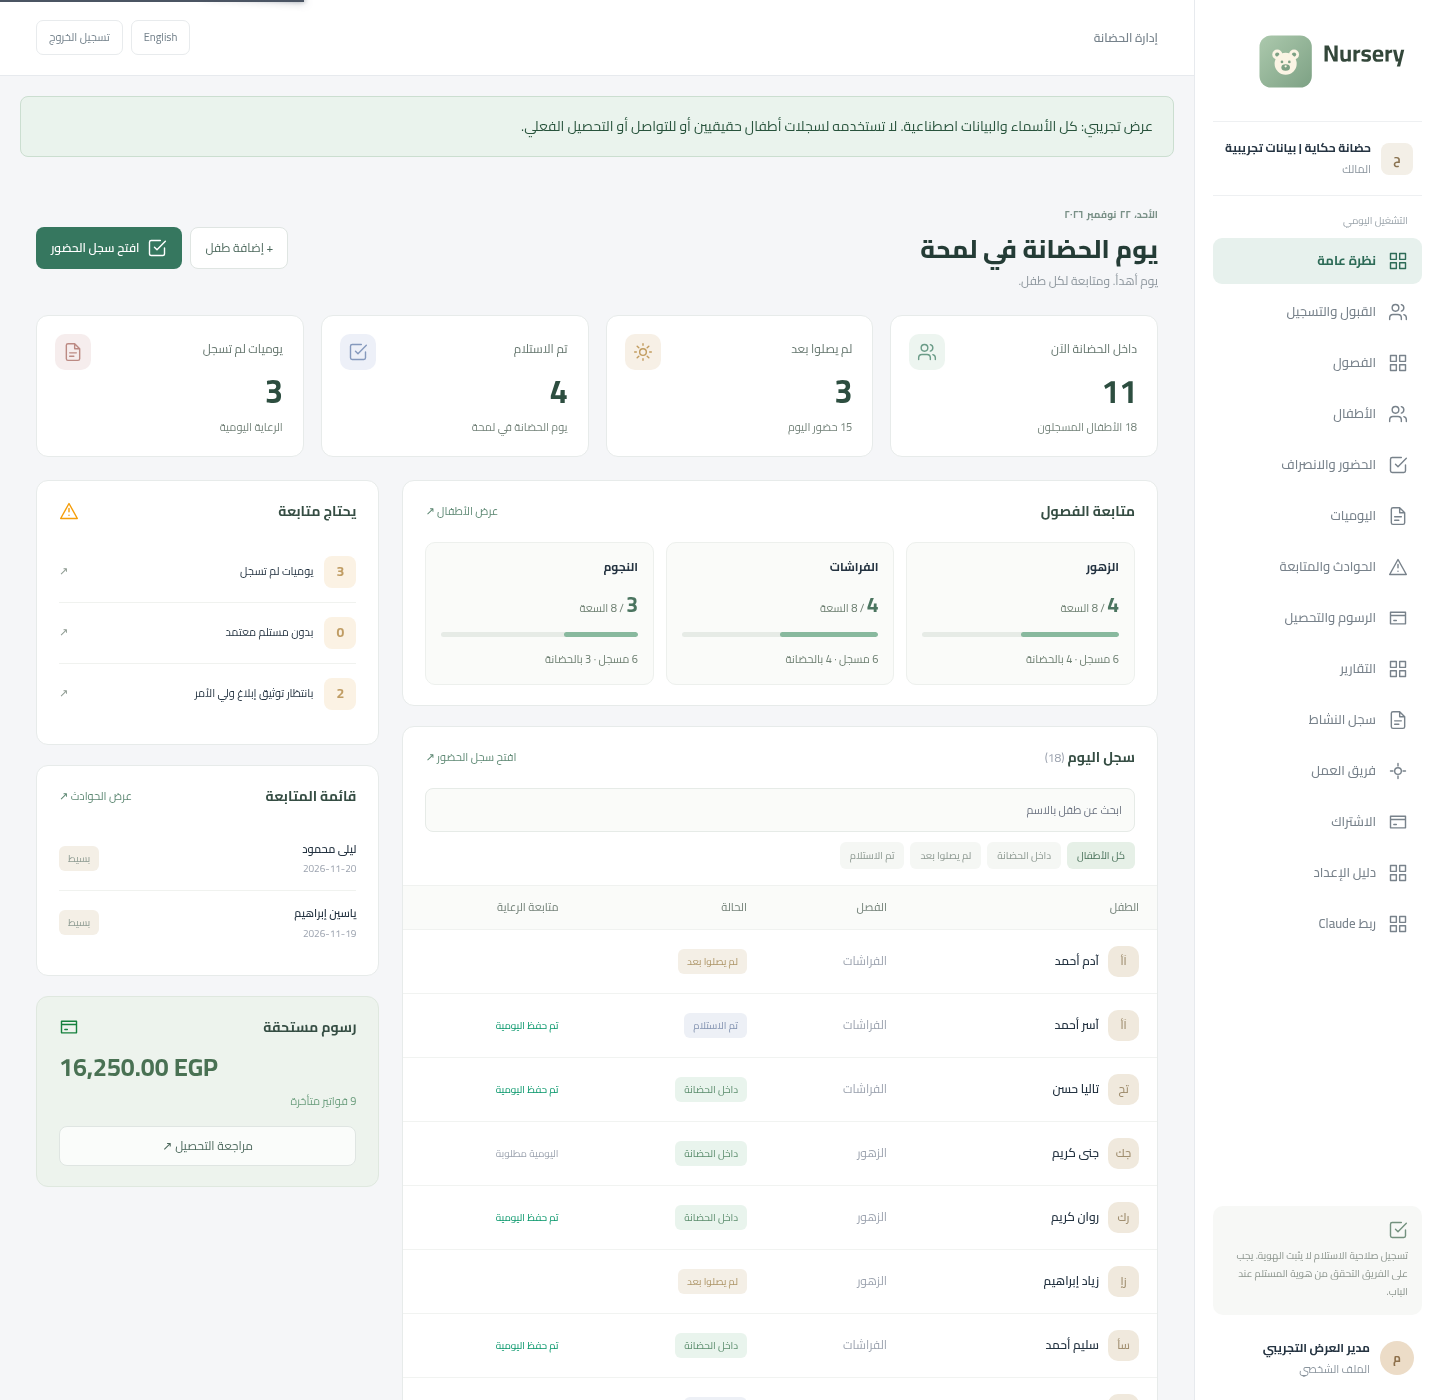 Nursery
ح
حضانة حكاية | بيانات تجريبية
المالك
التشغيل اليومي
نظرة عامة
القبول والتسجيل
الفصول
الأطفال
الحضور والانصراف
اليوميات
الحوادث والمتابعة
الرسوم والتحصيل
التقارير
سجل النشاط
فريق العمل
الاشتراك
دليل الإعداد
ربط Claude
تسجيل صلاحية الاستلام لا يثبت الهوية. يجب
على الفريق التحقق من هوية المستلم عند
الباب.
م
مدير العرض التجريبي
الملف الشخصي
إدارة الحضانة
English
تسجيل الخروج
عرض تجريبي: كل الأسماء والبيانات اصطناعية. لا تستخدمه لسجلات أطفال حقيقيين أو للتواصل أو التحصيل الفعلي.
الأحد، ٢٢ نوفمبر ٢٠٢٦
يوم الحضانة في لمحة
يوم أهدأ. ومتابعة لكل طفل.
+ إضافة طفل
افتح سجل الحضور
داخل الحضانة الآن
11
18 الأطفال المسجلون
لم يصلوا بعد
3
15 حضور اليوم
تم الاستلام
4
يوم الحضانة في لمحة
يوميات لم تسجل
3
الرعاية اليومية
متابعة الفصول
عرض الأطفال ↗
الزهور
4 / 8 السعة
6 مسجل · 4 بالحضانة
الفراشات
4 / 8 السعة
6 مسجل · 4 بالحضانة
النجوم
3 / 8 السعة
6 مسجل · 3 بالحضانة
سجل اليوم (18)
افتح سجل الحضور ↗
ابحث عن طفل بالاسم
كل الأطفال
داخل الحضانة
لم يصلوا بعد
تم الاستلام
الطفل
الفصل
الحالة
متابعة الرعاية
آأ
آدم أحمد
الفراشات
لم يصلوا بعد
آأ
آسر أحمد
الفراشات
تم الاستلام
تم حفظ اليومية
تح
تاليا حسن
الفراشات
داخل الحضانة
تم حفظ اليومية
جك
جنى كريم
الزهور
داخل الحضانة
اليومية مطلوبة
رك
روان كريم
الزهور
داخل الحضانة
تم حفظ اليومية
زإ
زياد إبراهيم
الزهور
لم يصلوا بعد
سأ
سليم أحمد
الفراشات
داخل الحضانة
تم حفظ اليومية
يحتاج متابعة
3
يوميات لم تسجل
↗
0
بدون مستلم معتمد
↗
2
بانتظار توثيق إبلاغ ولي الأمر
↗
قائمة المتابعة
عرض الحوادث ↗
ليلى محمود
2026-11-20
بسيط
ياسين إبراهيم
2026-11-19
بسيط
رسوم مستحقة
16,250.00 EGP
9 فواتير متأخرة
مراجعة التحصيل ↗